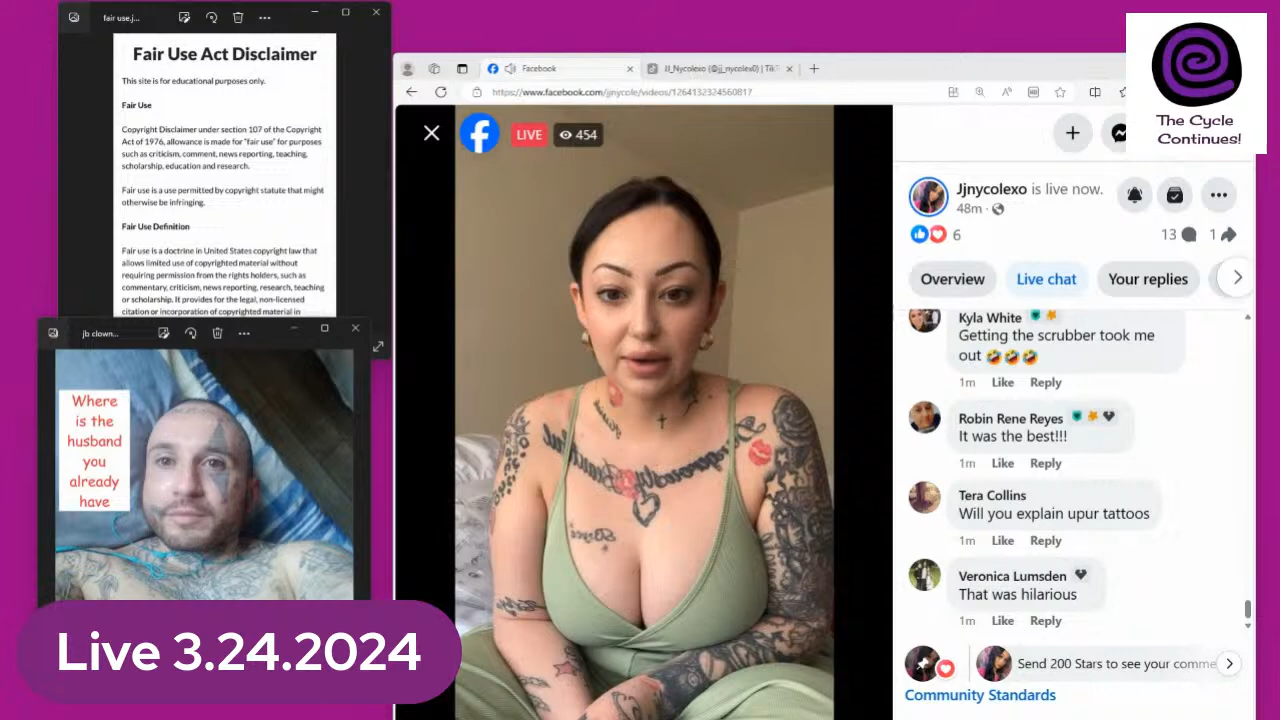 fair use.j...
Fair Use Act Disclaimer
This site is for educational purposes only.
Fair Use
Copyright Disclaimer under section 107 of the Copyright
Act of 1976, allowance is made for "fair use" for purposes
such as criticism, comment, news reporting, teaching,
scholarship, education and research.
Fair use is a use permitted by copyright statute that might
otherwise be infringing.
Fair Use Definition
Fair use is a doctrine in United States copyright law that
allows limited use of copyrighted material without
requiring permission from the rights holders, such as
commentary, criticism, news reporting, research, teaching
or scholarship. It provides for the legal, non-licensed
citation or incorporation of copyrighted material in
jb clown...
Where
is the
husband
you
already
have
Live 3.24.2024
Facebook
JJ_Nycolexo (@jj_nycolex0) | Tik
https://www.facebook.com/jjnycole/videos/1264132324560817
LIVE
454
The Cycle
Continues!
Jjnycolexo is live now.
48m
6
13
1
Overview
Live chat
Your replies
Kyla White
Getting the scrubber took me
out 🤣🤣🤣
1m Like Reply
Robin Rene Reyes
It was the best!!!
1m Like Reply
Tera Collins
Will you explain upur tattoos
1m Like Reply
Veronica Lumsden
That was hilarious
1m Like Reply
Send 200 Stars to see your comme
Community Standards